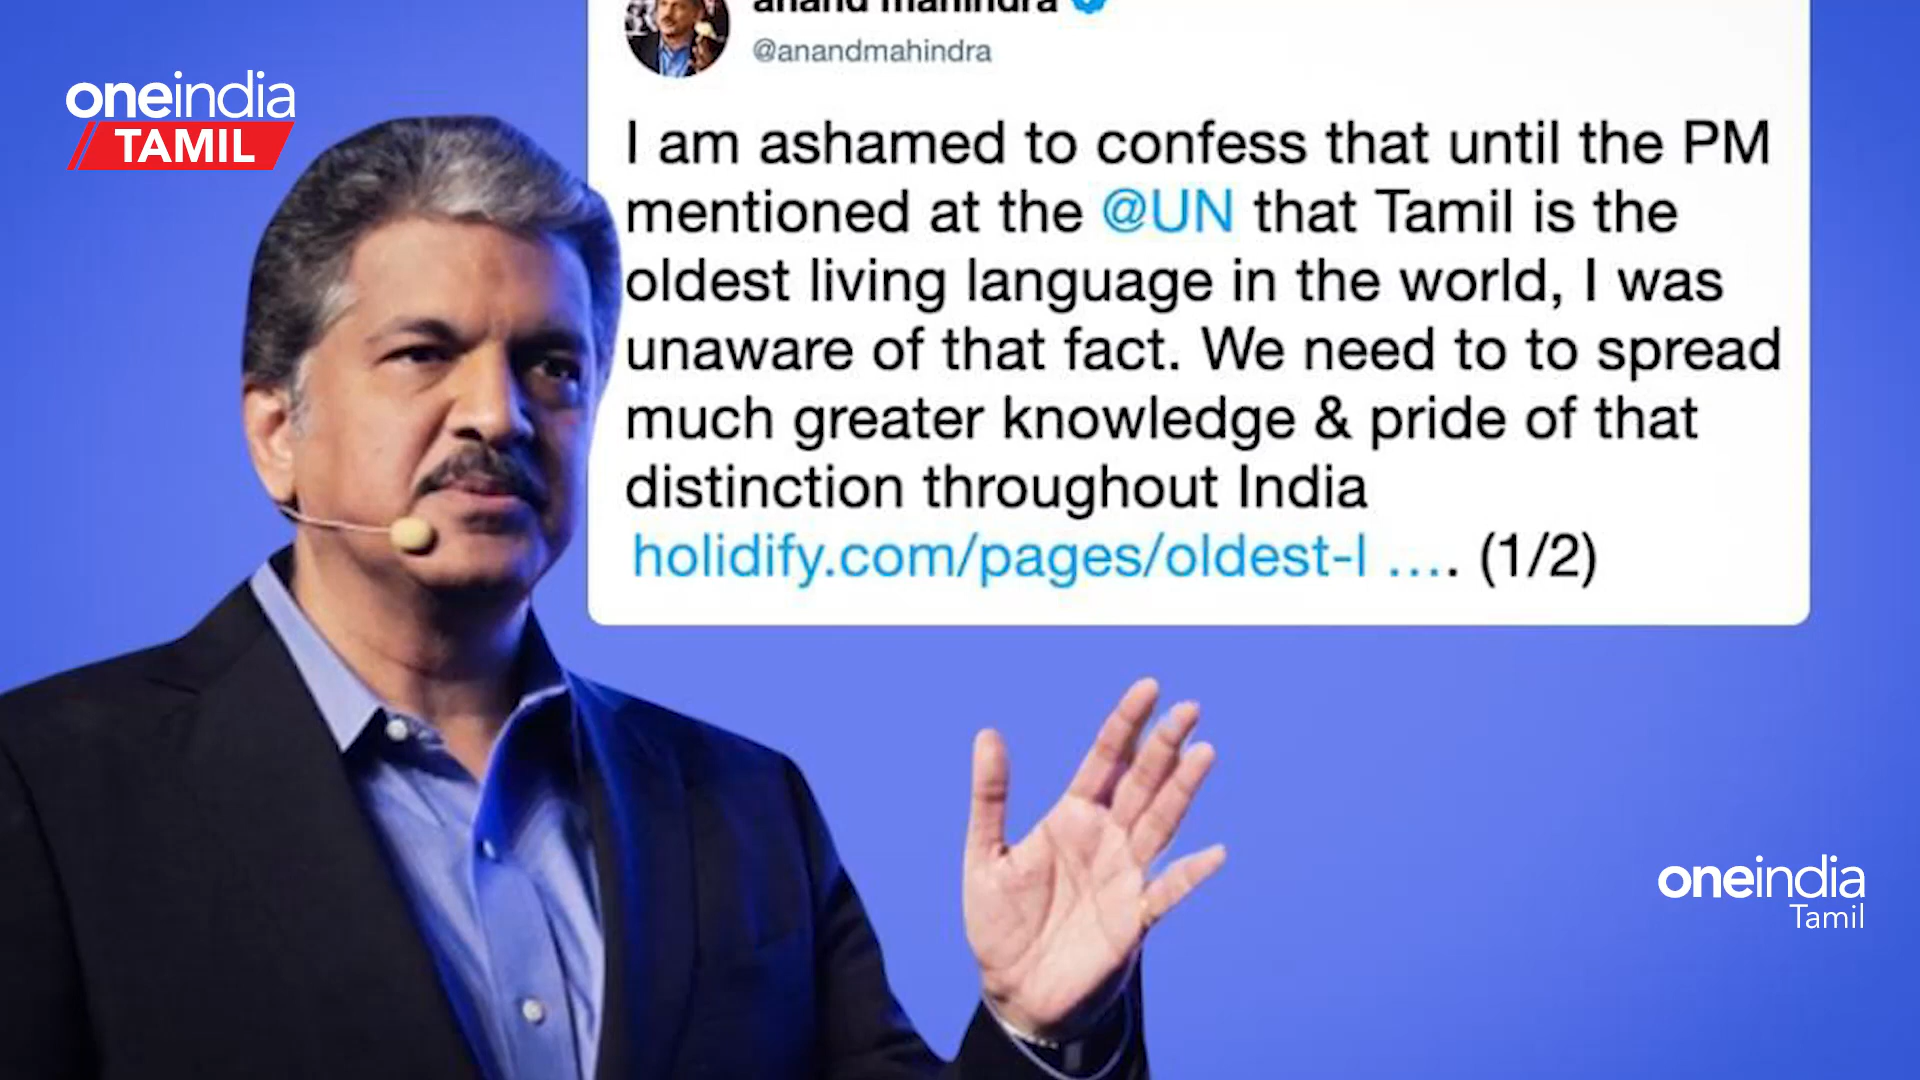 oneindia
TAMIL
anand mahindra
@anandmahindra
I am ashamed to confess that until the PM
mentioned at the @UN that Tamil is the
oldest living language in the world, I was
unaware of that fact. We need to to spread
much greater knowledge & pride of that
distinction throughout India
holidify.com/pages/oldest-l .... (1/2)
oneindia
Tamil